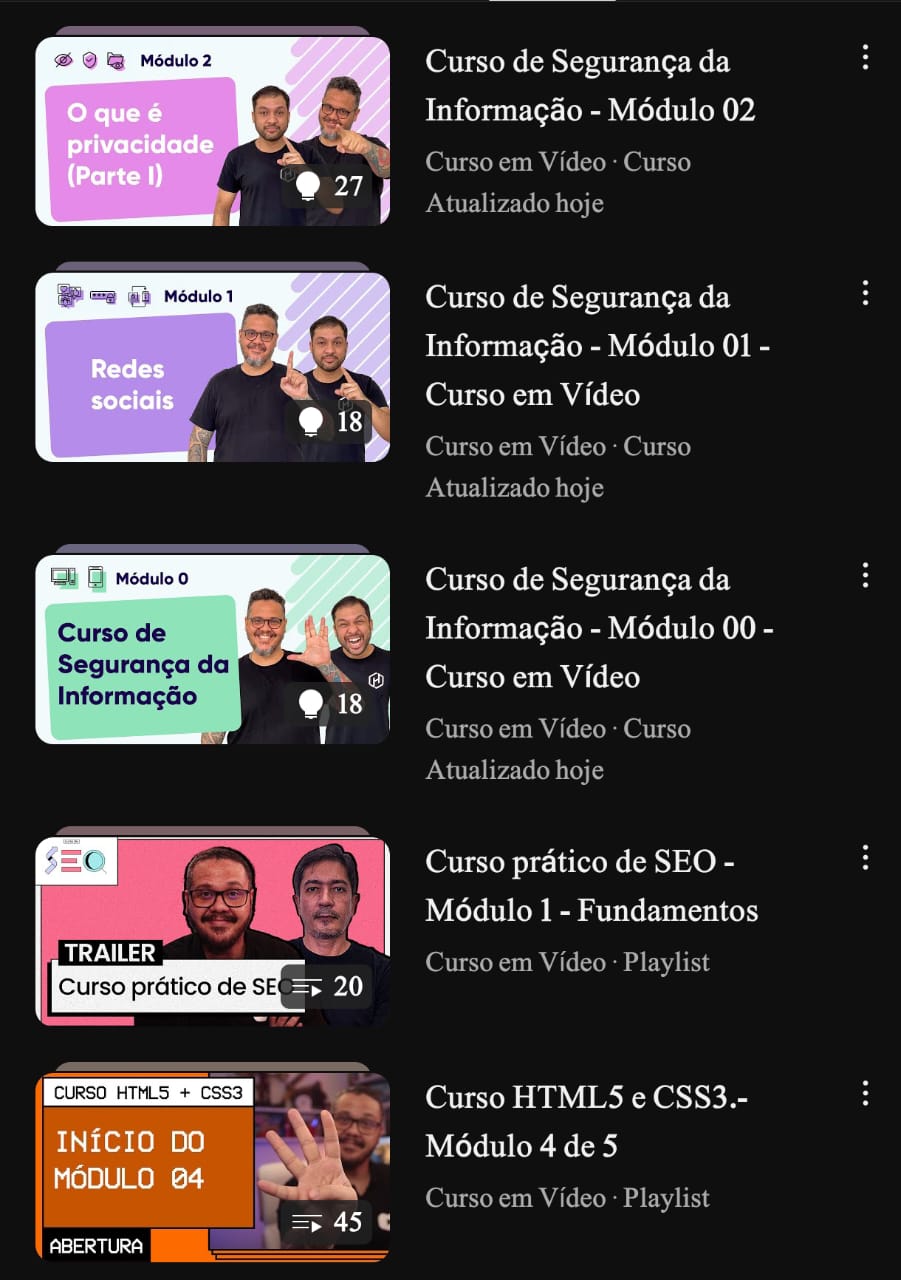 Módulo 2
O que é
privacidade
(Parte I)
27
Curso de Segurança da
Informação - Módulo 02
Curso em Vídeo · Curso
Atualizado hoje
Módulo 1
Redes
sociais
18
Curso de Segurança da
Informação - Módulo 01 -
Curso em Vídeo
Curso em Vídeo · Curso
Atualizado hoje
Módulo 0
Curso de
Segurança da
Informação
18
Curso de Segurança da
Informação - Módulo 00 -
Curso em Vídeo
Curso em Vídeo · Curso
Atualizado hoje
SEO
TRAILER
Curso prático de SEO
20
Curso prático de SEO -
Módulo 1 - Fundamentos
Curso em Vídeo · Playlist
CURSO HTML5 + CSS3
INÍCIO DO
MÓDULO 04
ABERTURA
45
Curso HTML5 e CSS3.-
Módulo 4 de 5
Curso em Vídeo · Playlist